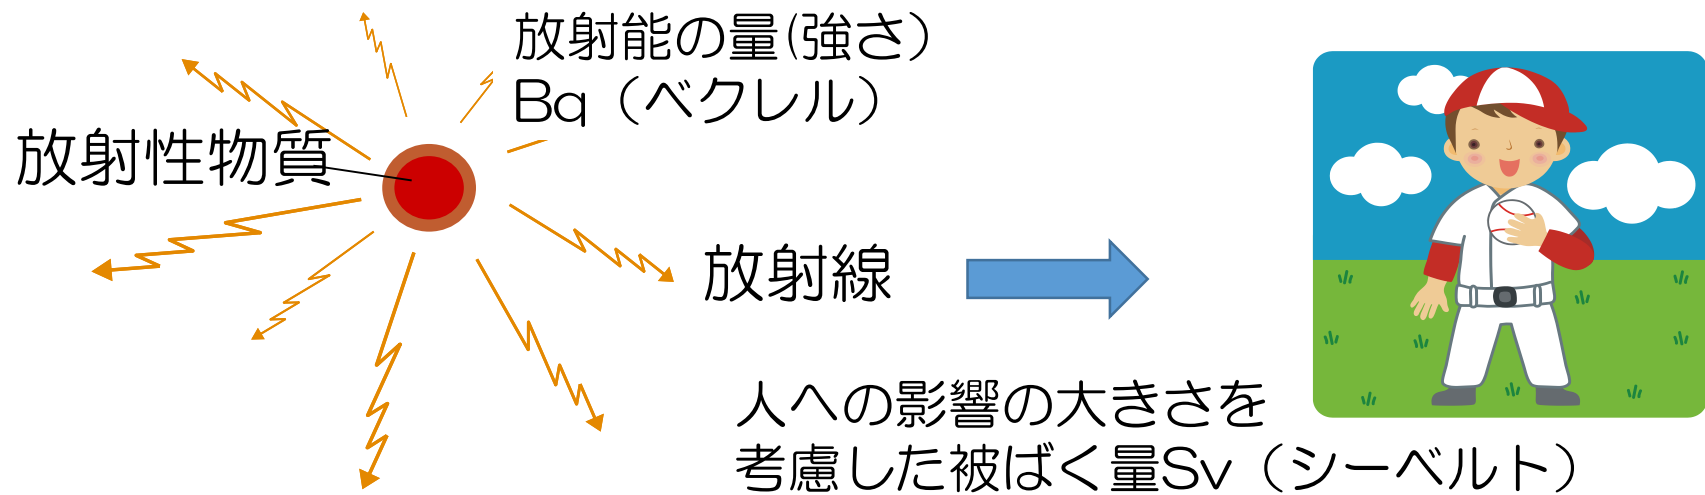 放射能の量(強さ）
Bq（ベクレル）
放射性物質
放射線
人への影響の大きさを
考慮した被ばく量Sv（シーベルト）